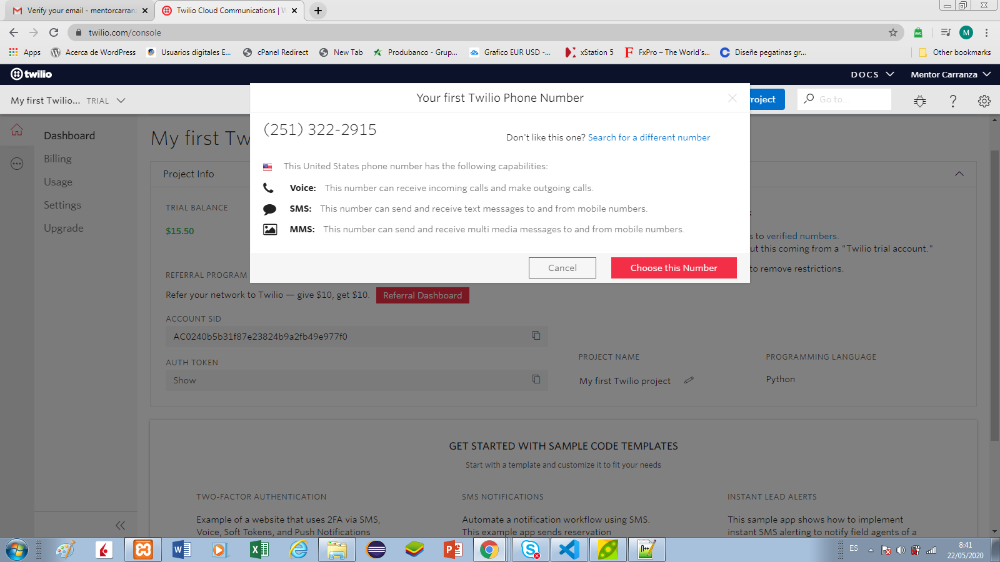 Verify your email - mentorcarran
Twilio Cloud Communications | W
twilio.com/console
M
Apps
Acerca de WordPress
Usuarios digitales E...
cPanel Redirect
New Tab
Produbanco - Grup...
Grafico EUR USD -...
xStation 5
FxPro – The World's...
Diseñe pegatinas gr...
Other bookmarks
twilio
DOCS
Mentor Carranza
My first Twilio...
TRIAL
Your first Twilio Phone Number
roject
Go to...
Dashboard
Billing
Usage
Settings
Upgrade
My first Tw
(251) 322-2915
Don't like this one? Search for a different number
This United States phone number has the following capabilities:
Voice: This number can receive incoming calls and make outgoing calls.
SMS: This number can send and receive text messages to and from mobile numbers.
MMS: This number can send and receive multi media messages to and from mobile numbers.
Cancel
Choose this Number
Project Info
TRIAL BALANCE
$15.50
:
s to verified numbers.
ut this coming from a "Twilio trial account."
to remove restrictions.
REFERRAL PROGRAM
Refer your network to Twilio — give $10, get $10.
Referral Dashboard
ACCOUNT SID
AC0240b5b31f87e23824b9a2fb49e977f0
AUTH TOKEN
Show
PROJECT NAME
My first Twilio project
PROGRAMMING LANGUAGE
Python
GET STARTED WITH SAMPLE CODE TEMPLATES
Start with a template and customize it to fit your needs
TWO-FACTOR AUTHENTICATION
Example of a website that uses 2FA via SMS,
Voice, Soft Tokens, and Push Notifications
SMS NOTIFICATIONS
Automate a notification workflow using SMS.
This example app sends reservation
INSTANT LEAD ALERTS
This sample app shows how to implement
instant SMS alerting to notify field agents of a
ES
8:41
22/05/2020